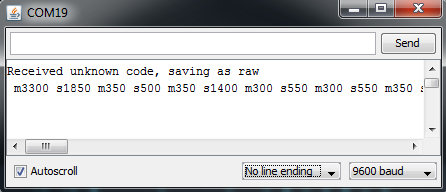 COM19
Send
Received unknown code, saving as raw
m3300 s1850 m350 s500 m350 s1400 m300 s550 m300 s550 m350
Autoscroll
No line ending
9600 baud